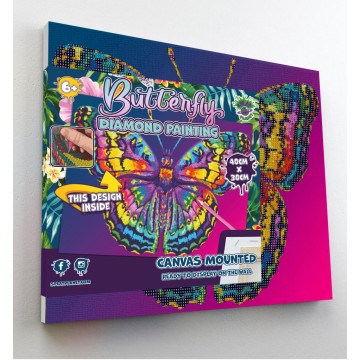 6+
Butterfly
DIAMOND PAINTING
40CM
X
30CM
THIS DESIGN
INSIDE
CANVAS MOUNTED
READY TO DISPLAY ON THE WALL